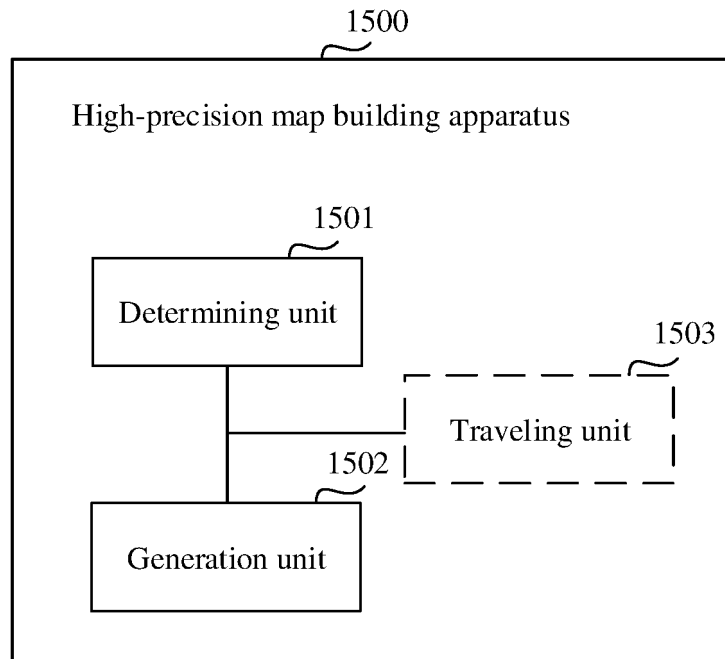 1500
High-precision map building apparatus
1501
Determining unit
1503
Traveling unit
1502
Generation unit